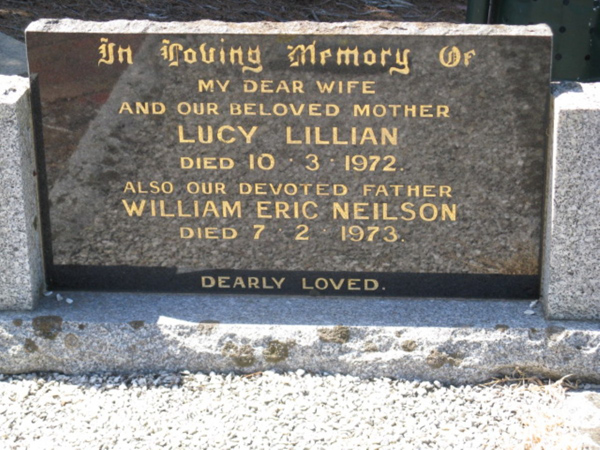 In Loving Memory Of
MY DEAR WIFE
AND OUR BELOVED MOTHER
LUCY LILLIAN
DIED 10 · 3 · 1972.
ALSO OUR DEVOTED FATHER
WILLIAM ERIC NEILSON
DIED 7 · 2 · 1973.
DEARLY LOVED.